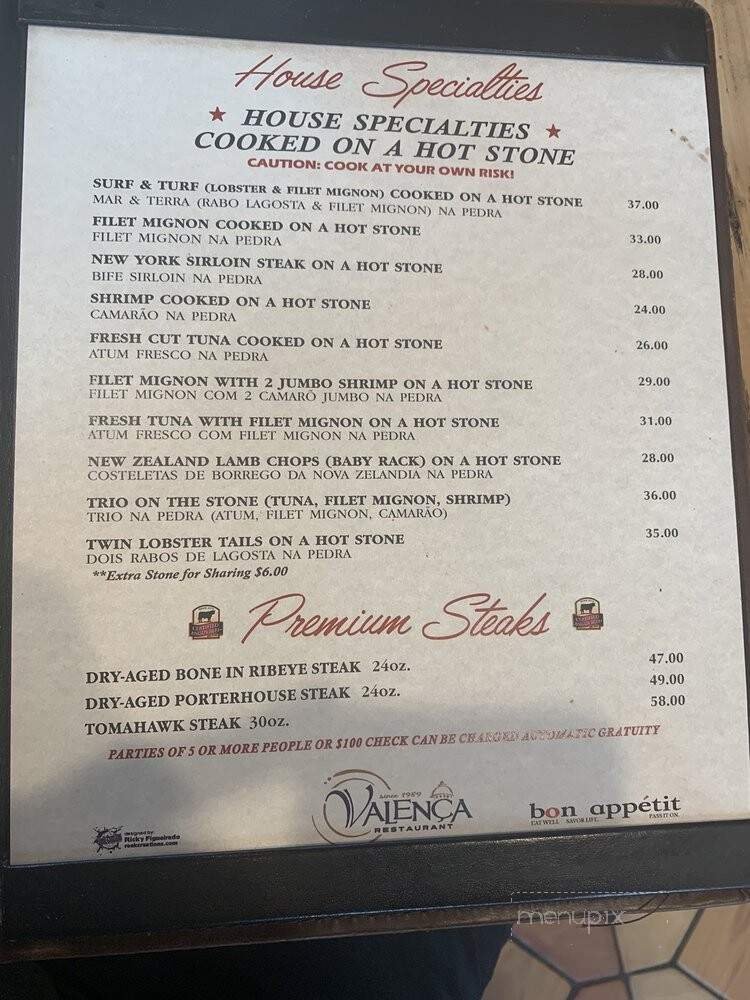 House Specialties
★ HOUSE SPECIALTIES ★
COOKED ON A HOT STONE
CAUTION: COOK AT YOUR OWN RISK!
SURF & TURF (LOBSTER & FILET MIGNON) COOKED ON A HOT STONE 37.00
MAR & TERRA (RABO LAGOSTA & FILET MIGNON) NA PEDRA
FILET MIGNON COOKED ON A HOT STONE 33.00
FILET MIGNON NA PEDRA
NEW YORK SIRLOIN STEAK ON A HOT STONE 28.00
BIFE SIRLOIN NA PEDRA
SHRIMP COOKED ON A HOT STONE 24.00
CAMARÃO NA PEDRA
FRESH CUT TUNA COOKED ON A HOT STONE 26.00
ATUM FRESCO NA PEDRA
FILET MIGNON WITH 2 JUMBO SHRIMP ON A HOT STONE 29.00
FILET MIGNON COM 2 CAMARÕ JUMBO NA PEDRA
FRESH TUNA WITH FILET MIGNON ON A HOT STONE 31.00
ATUM FRESCO COM FILET MIGNON NA PEDRA
NEW ZEALAND LAMB CHOPS (BABY RACK) ON A HOT STONE 28.00
COSTELETAS DE BORREGO DA NOVA ZELANDIA NA PEDRA
TRIO ON THE STONE (TUNA, FILET MIGNON, SHRIMP) 36.00
TRIO NA PEDRA (ATUM, FILET MIGNON, CAMARÃO)
TWIN LOBSTER TAILS ON A HOT STONE 35.00
DOIS RABOS DE LAGOSTA NA PEDRA
**Extra Stone for Sharing $6.00
Premium Steaks
DRY-AGED BONE IN RIBEYE STEAK 24oz. 47.00
DRY-AGED PORTERHOUSE STEAK 24oz. 49.00
TOMAHAWK STEAK 30oz. 58.00
PARTIES OF 5 OR MORE PEOPLE OR $100 CHECK CAN BE CHARGED AUTOMATIC GRATUITY
since 1989
VALENÇA
RESTAURANT
bon appétit
EAT WELL SAVOR LIFE. PASS IT ON.
designed by
Ricky Figueiredo
menupix